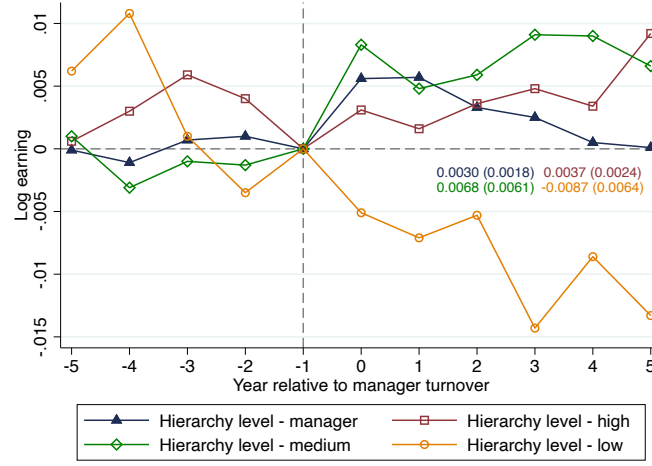 .01
.005
0
-.005
-.01
-.015
Log earning
0.0030 (0.0018) 0.0037 (0.0024)
0.0068 (0.0061) -0.0087 (0.0064)
-5 -4 -3 -2 -1 0 1 2 3 4 5
Year relative to manager turnover
Hierarchy level - manager Hierarchy level - high
Hierarchy level - medium Hierarchy level - low